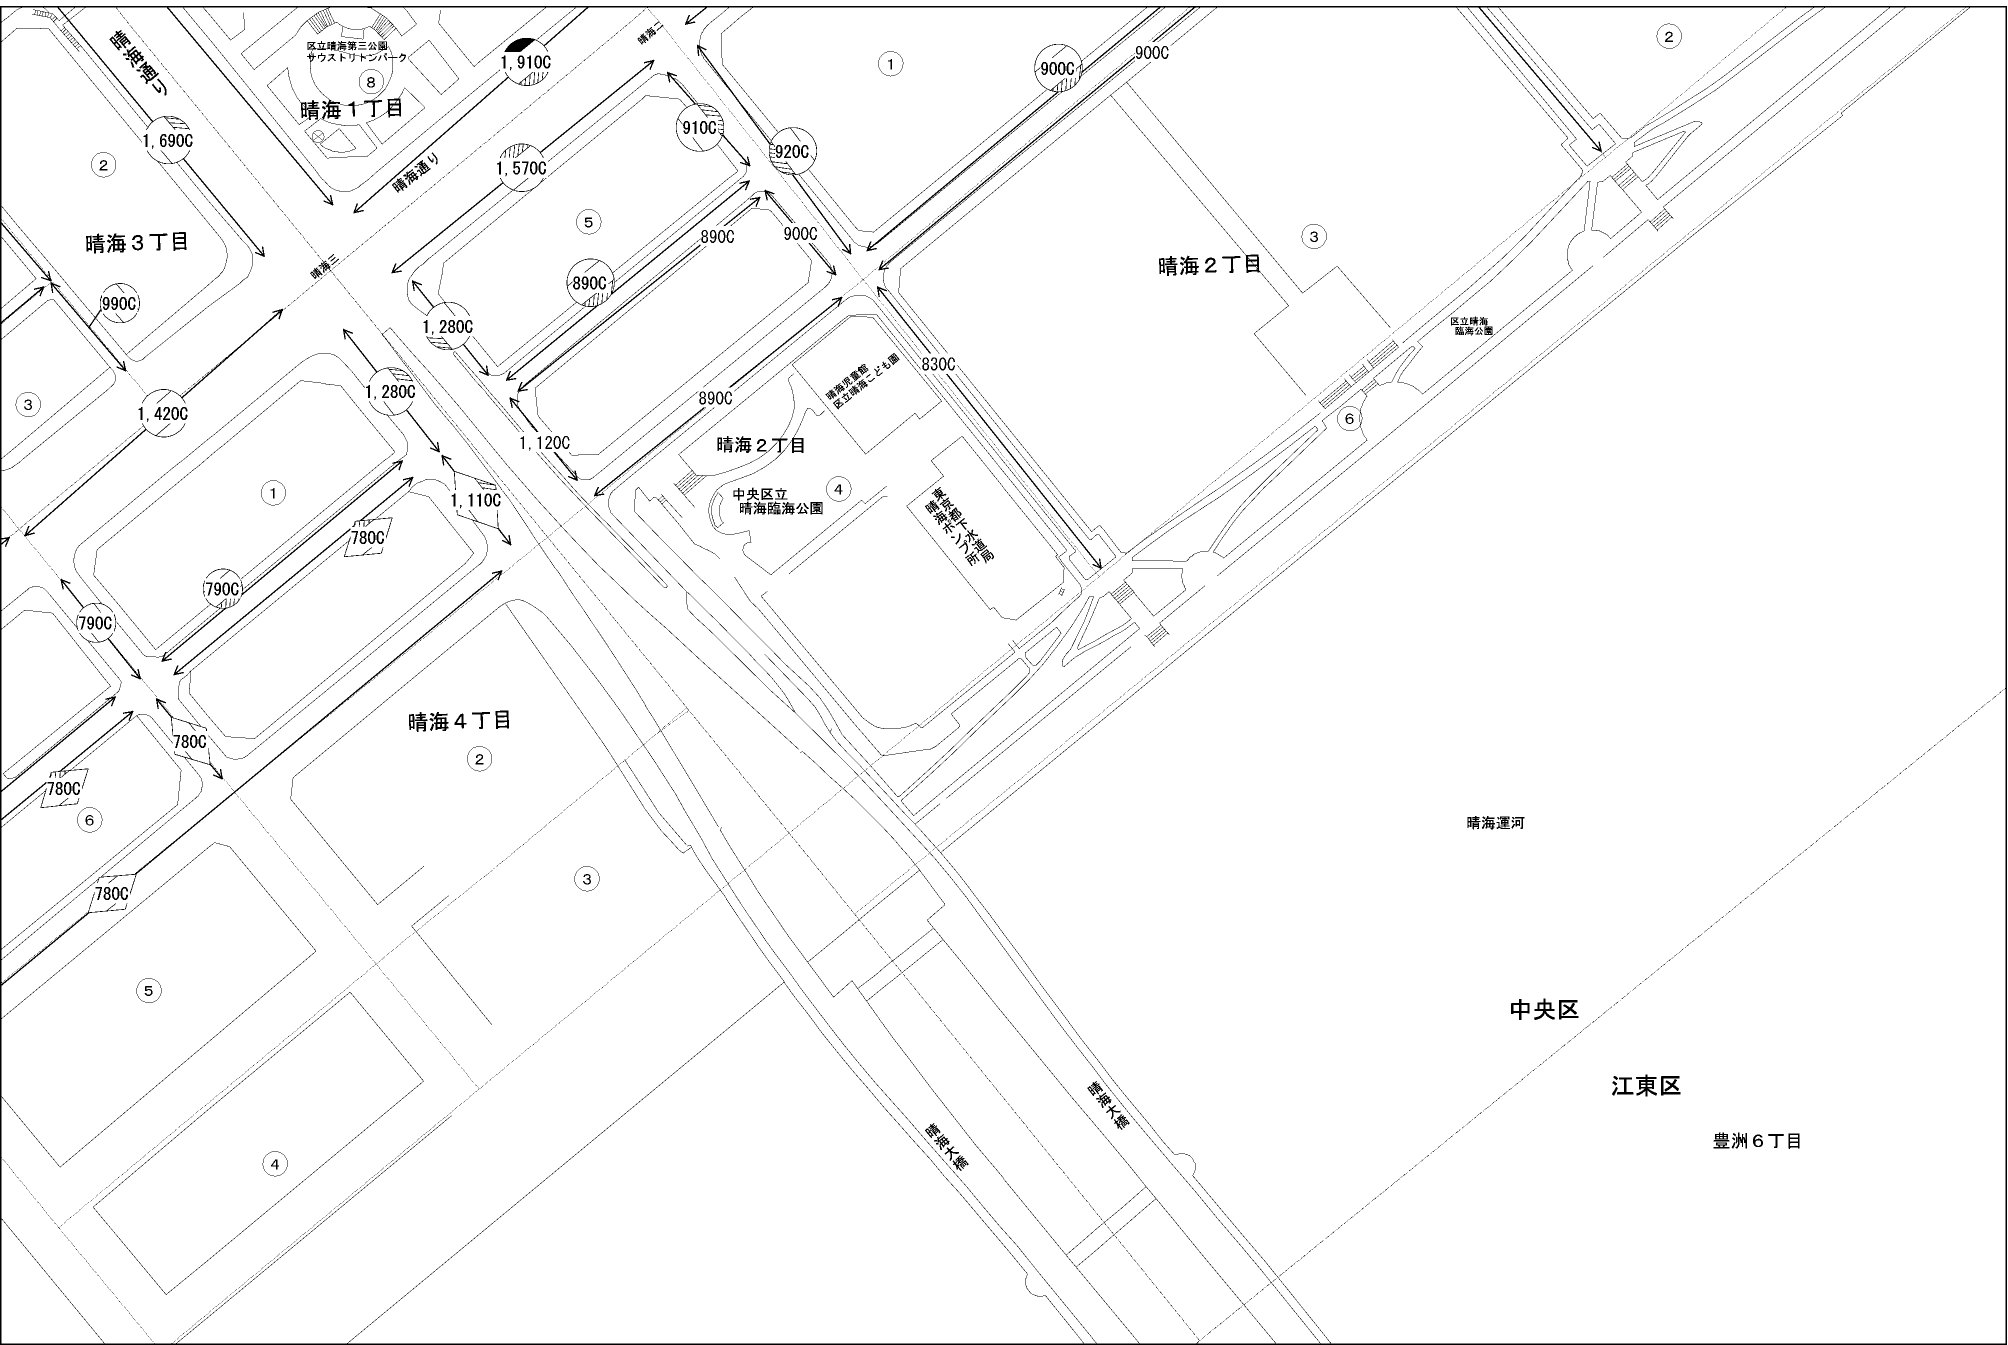 晴海通り
区立晴海第三公園
サウストリトンパーク
8
晴海１丁目
1,910C
晴海二
1
900C
900C
2
1,690C
2
晴海３丁目
晴海通り
1,570C
910C
920C
5
890C
900C
890C
晴海三
3
晴海２丁目
区立晴海
臨海公園
6
990C
3
1,420C
1,280C
1,280C
晴海児童館
区立晴海こども園
830C
890C
1,120C
晴海２丁目
4
中央区立
晴海臨海公園
東京都下水道局
晴海ポンプ所
1
1,110C
780C
790C
790C
780C
780C
6
780C
晴海４丁目
2
3
5
4
晴海運河
中央区
江東区
豊洲６丁目
晴海大橋
晴海大橋